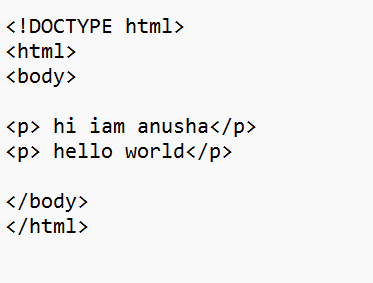 <!DOCTYPE html>
<html>
<body>
<p> hi iam anusha</p>
<p> hello world</p>
</body>
</html>